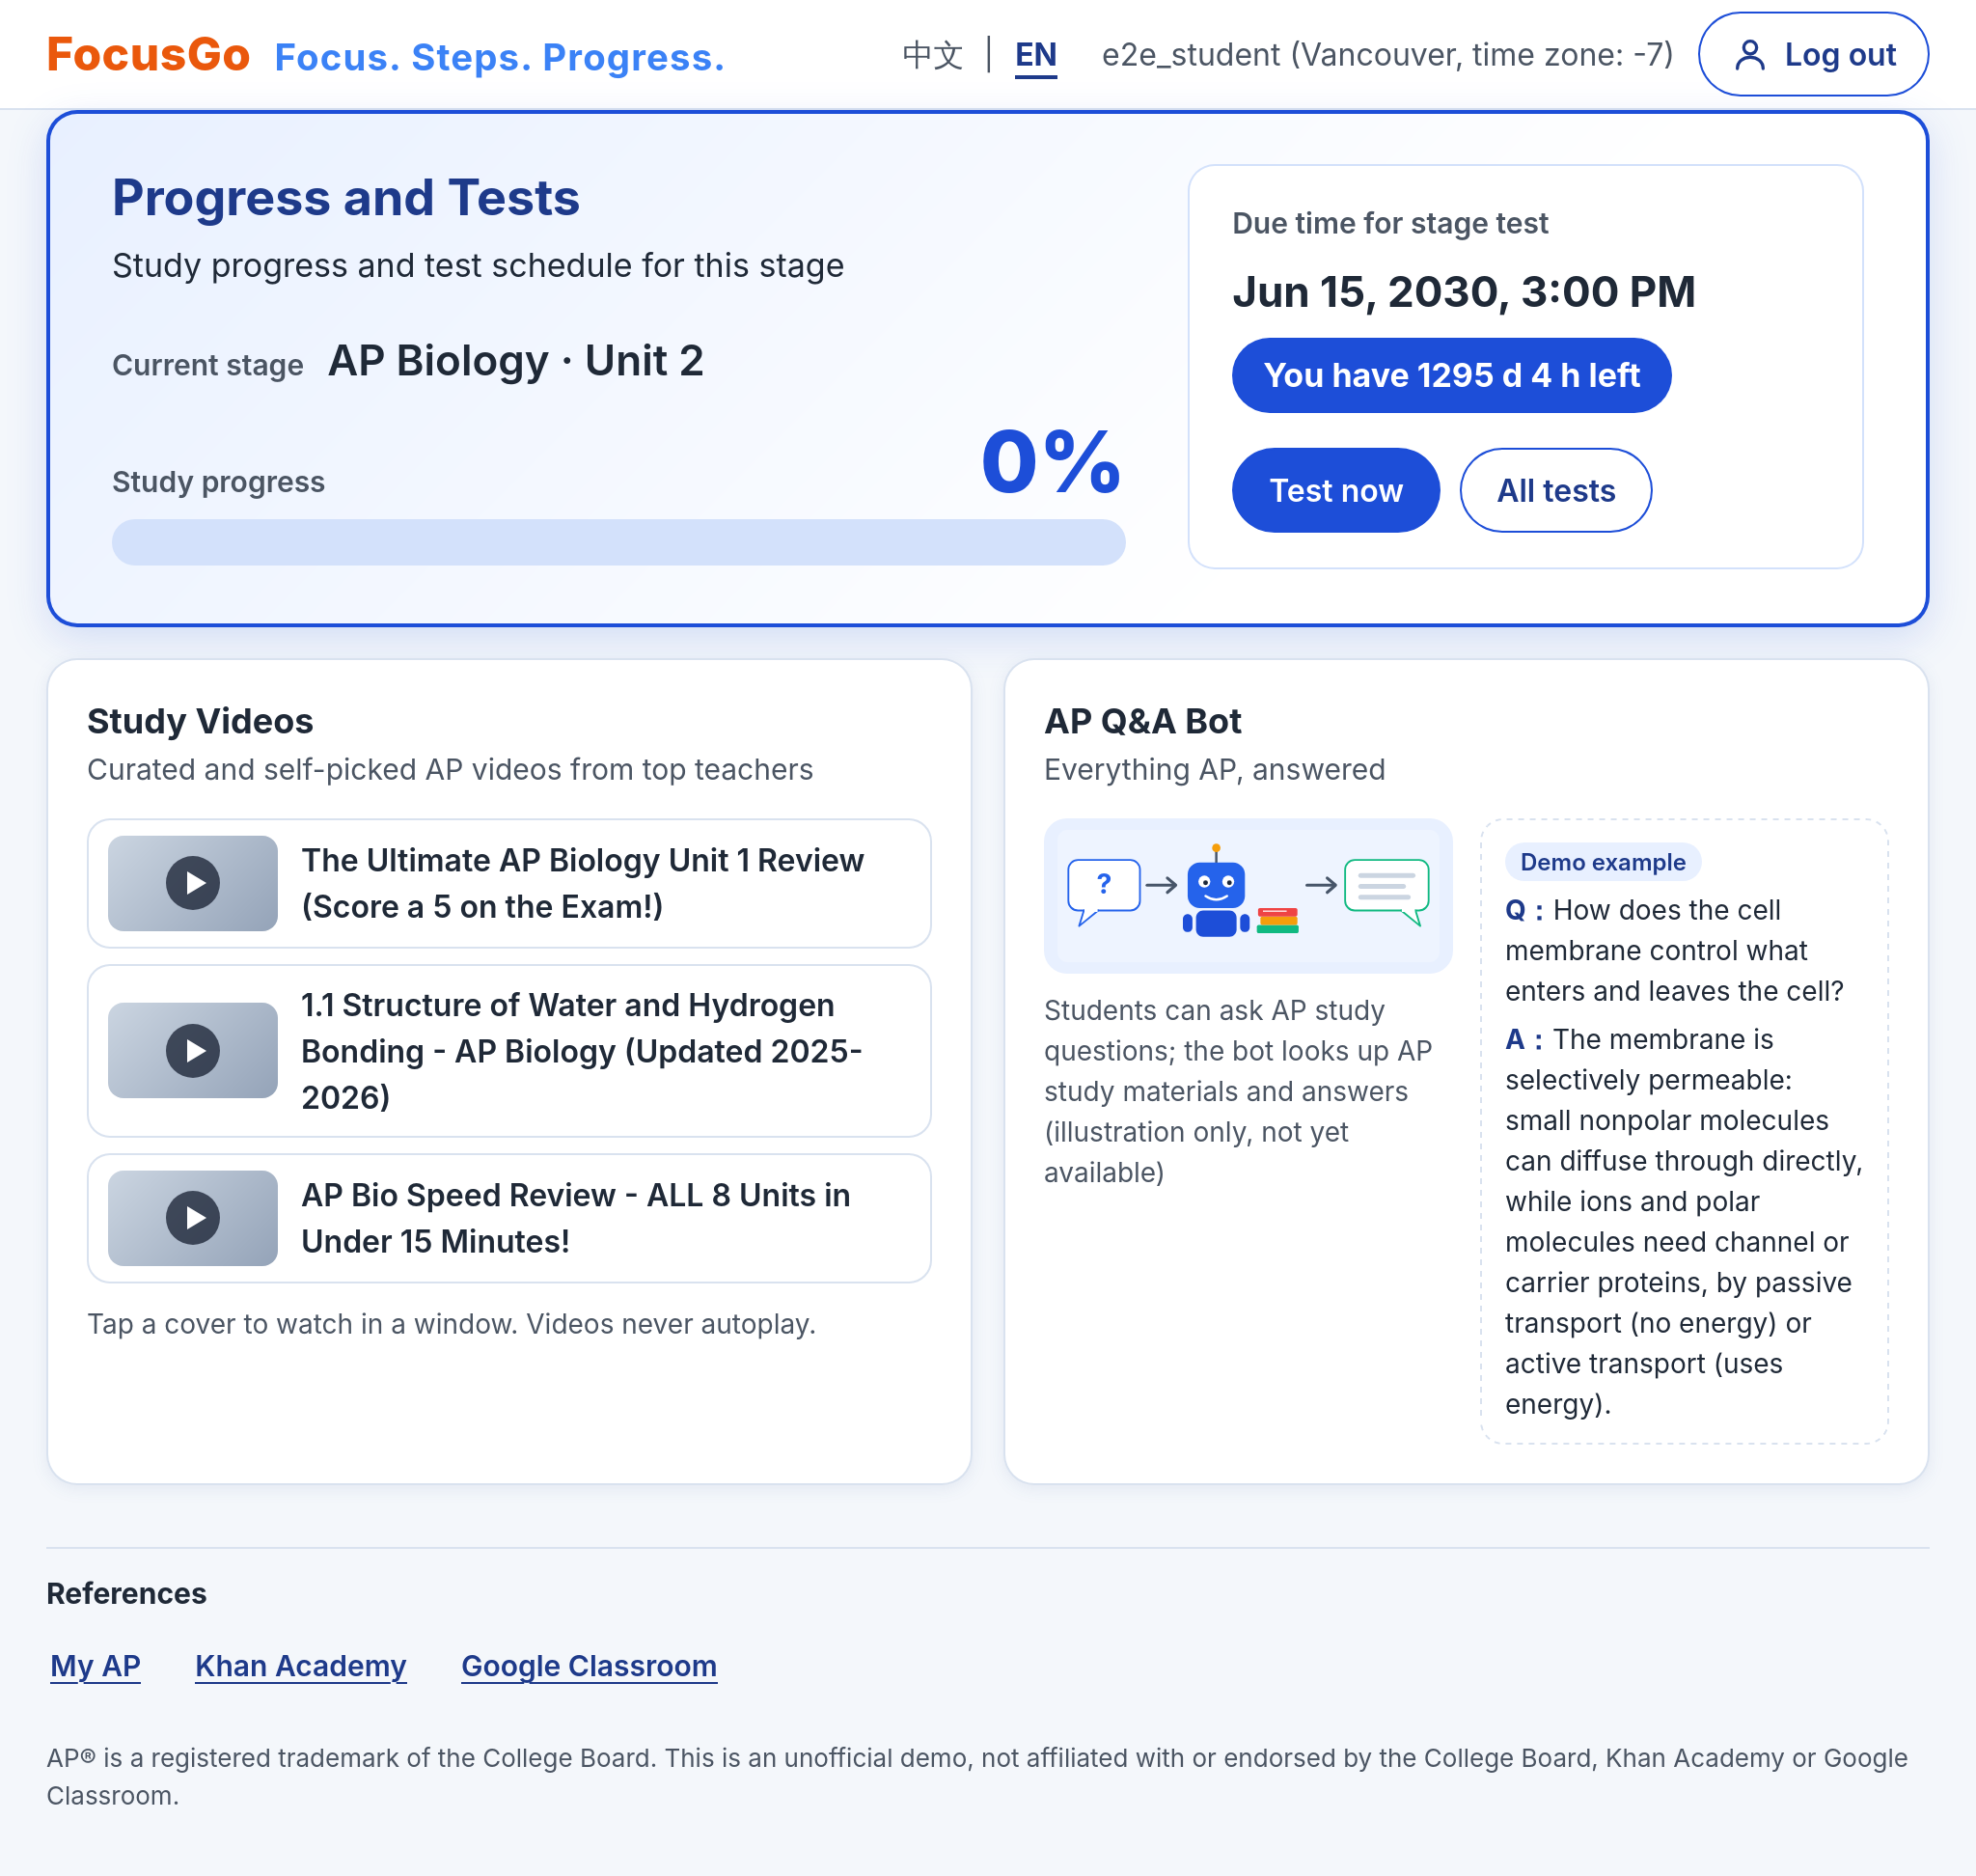 FocusGo Focus. Steps. Progress. 中文 | EN e2e_student (Vancouver, time zone: -7) Log out
Progress and Tests
Study progress and test schedule for this stage
Current stage AP Biology · Unit 2
Study progress 0%
Due time for stage test
Jun 15, 2030, 3:00 PM
You have 1295 d 4 h left
Test now All tests
Study Videos
Curated and self-picked AP videos from top teachers
The Ultimate AP Biology Unit 1 Review
(Score a 5 on the Exam!)
1.1 Structure of Water and Hydrogen
Bonding - AP Biology (Updated 2025-
2026)
AP Bio Speed Review - ALL 8 Units in
Under 15 Minutes!
Tap a cover to watch in a window. Videos never autoplay.
AP Q&A Bot
Everything AP, answered
?
Students can ask AP study
questions; the bot looks up AP
study materials and answers
(illustration only, not yet
available)
Demo example
Q：How does the cell
membrane control what
enters and leaves the cell?
A：The membrane is
selectively permeable:
small nonpolar molecules
can diffuse through directly,
while ions and polar
molecules need channel or
carrier proteins, by passive
transport (no energy) or
active transport (uses
energy).
References
My AP Khan Academy Google Classroom
AP® is a registered trademark of the College Board. This is an unofficial demo, not affiliated with or endorsed by the College Board, Khan Academy or Google
Classroom.